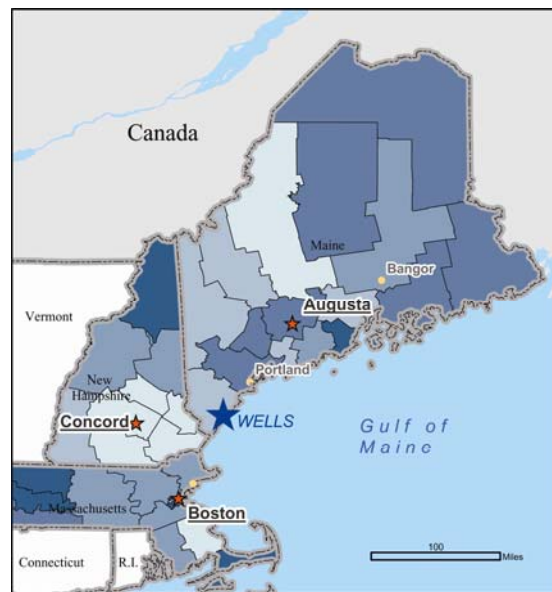 Canada
Maine
Bangor
Augusta
Vermont
Portland
New
Hampshire
Concord
WELLS
Gulf of
Maine
Massachusetts
Boston
Connecticut
R.I.
100
Miles